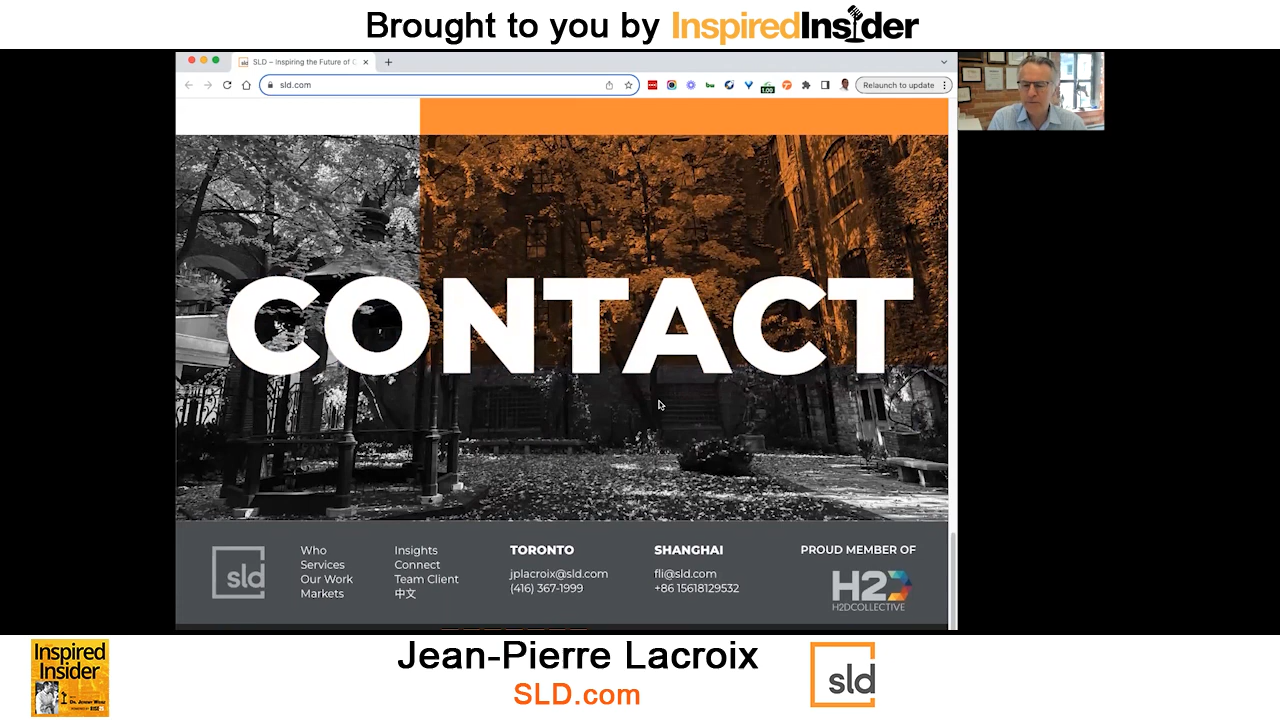 Brought to you by InspiredInsider
SLD – Inspiring the Future of C
sld.com
1.00
Relaunch to update
CONTACT
sld
Who
Services
Our Work
Markets
Insights
Connect
Team Client
中文
TORONTO
jplacroix@sld.com
(416) 367-1999
SHANGHAI
fli@sld.com
+86 15618129532
PROUD MEMBER OF
H2D
H2DCOLLECTIVE
Inspired
Insider
Jean-Pierre Lacroix
SLD.com
sld